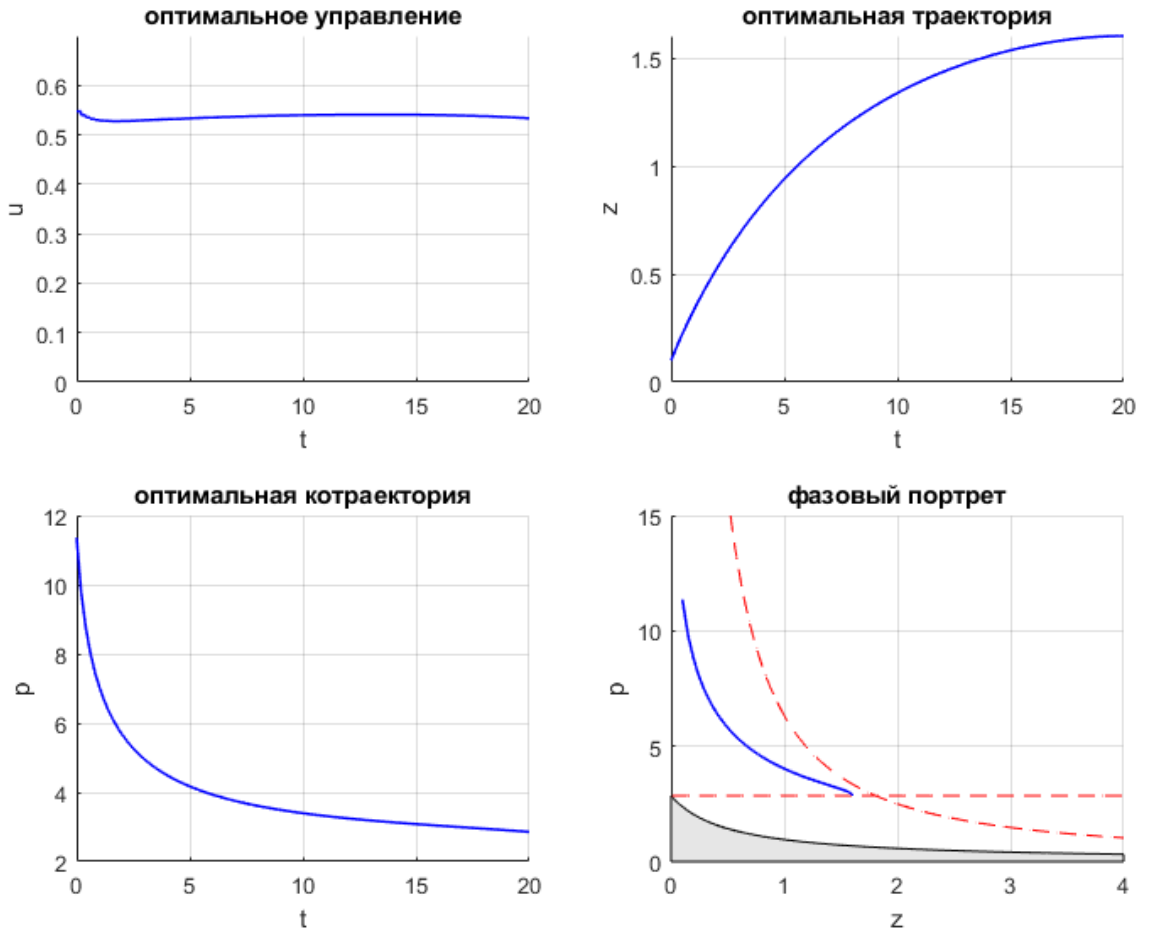 оптимальное управление
0.6
0.5
0.4
0.3
0.2
0.1
0
u
0 5 10 15 20
t
оптимальная траектория
1.5
1
0.5
0
z
0 5 10 15 20
t
оптимальная котраектория
12
10
8
6
4
2
p
0 5 10 15 20
t
фазовый портрет
15
10
5
0
p
0 1 2 3 4
z